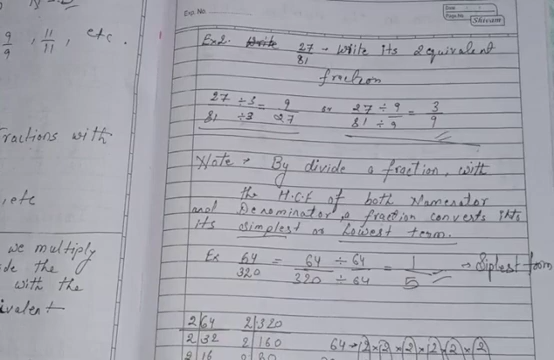 Exp. No.
Date
Page No.
Shivam
9/9 , 11/11 , etc.
Ex2. Write 27/81 - Write its 2 equivalent
fraction
27 ÷3 / 81 ÷3 = 9/27 or 27 ÷ 9 / 81 ÷ 9 = 3/9
fractions with
Note By divide a fraction, with
, etc
the H.C.F of both Numerator
and Denominator, a fraction converts into
its simplest or lowest term.
we multiply
Ex 64/320 = 64 ÷ 64 / 320 ÷ 64 = 1/5 → Siplest form
de the
with the
ivalent
2 64 2 320
2 32 2 160
2 16 2 80
64 → 2×2×2×2×2×2